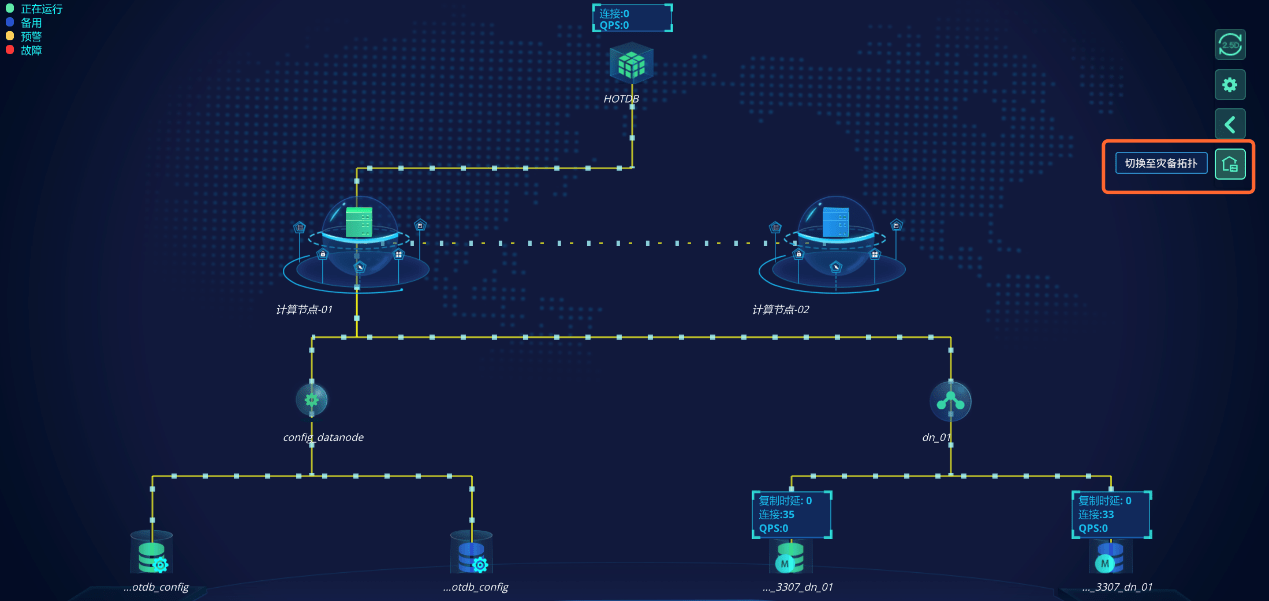 正在运行
备用
预警
故障
连接:0
QPS:0
HOTDB
2.5D
切换至灾备拓扑
计算节点-01
计算节点-02
config_datanode
dn_01
复制时延: 0
连接:35
QPS:0
复制时延: 0
连接:33
QPS:0
M
M
...otdb_config
...otdb_config
..._3307_dn_01
..._3307_dn_01